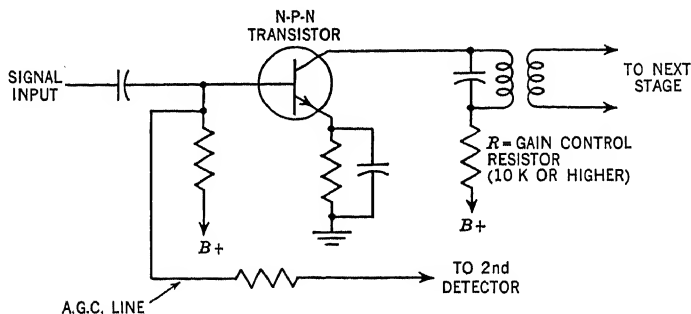 N-P-N
TRANSISTOR
SIGNAL
INPUT
TO NEXT
STAGE
R = GAIN CONTROL
RESISTOR
(10 K OR HIGHER)
B+
B+
TO 2nd
DETECTOR
A.G.C. LINE